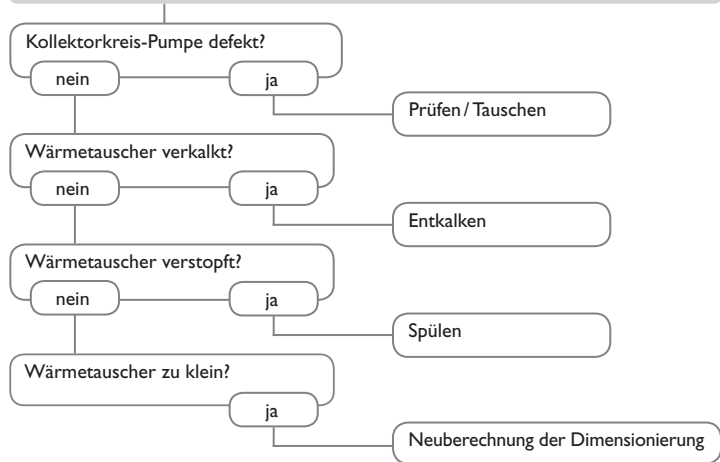 Kollektorkreis-Pumpe defekt?
nein
ja
Prüfen / Tauschen
Wärmetauscher verkalkt?
nein
ja
Entkalken
Wärmetauscher verstopft?
nein
ja
Spülen
Wärmetauscher zu klein?
ja
Neuberechnung der Dimensionierung